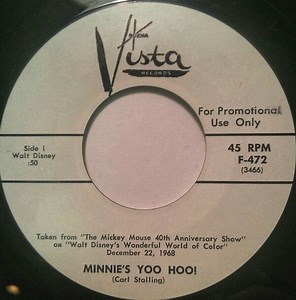 BUENA
Vista
RECORDS
For Promotional
Use Only
Side 1
Walt Disney
:50
45 RPM
F-472
(3466)
Taken from "The Mickey Mouse 40th Anniversary Show"
on "Walt Disney's Wonderful World of Color"
December 22, 1968
MINNIE'S YOO HOO!
(Carl Stalling)